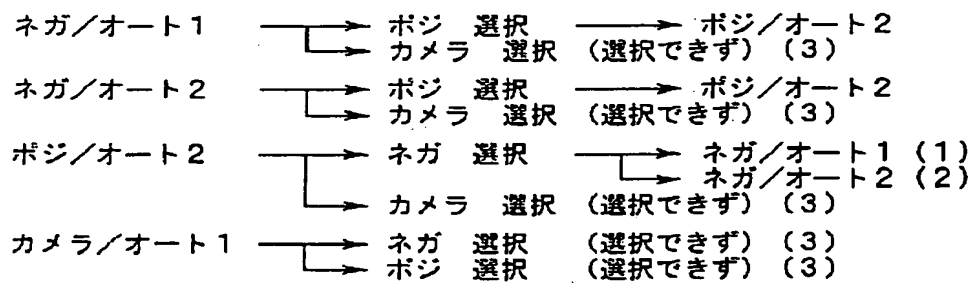 ネガ/オート1 ポジ 選択 ポジ/オート2
カメラ 選択 (選択できず) (3)
ネガ/オート2 ポジ 選択 ポジ/オート2
カメラ 選択 (選択できず) (3)
ポジ/オート2 ネガ 選択 ネガ/オート1 (1)
ネガ/オート2 (2)
カメラ 選択 (選択できず) (3)
カメラ/オート1 ネガ 選択 (選択できず) (3)
ポジ 選択 (選択できず) (3)